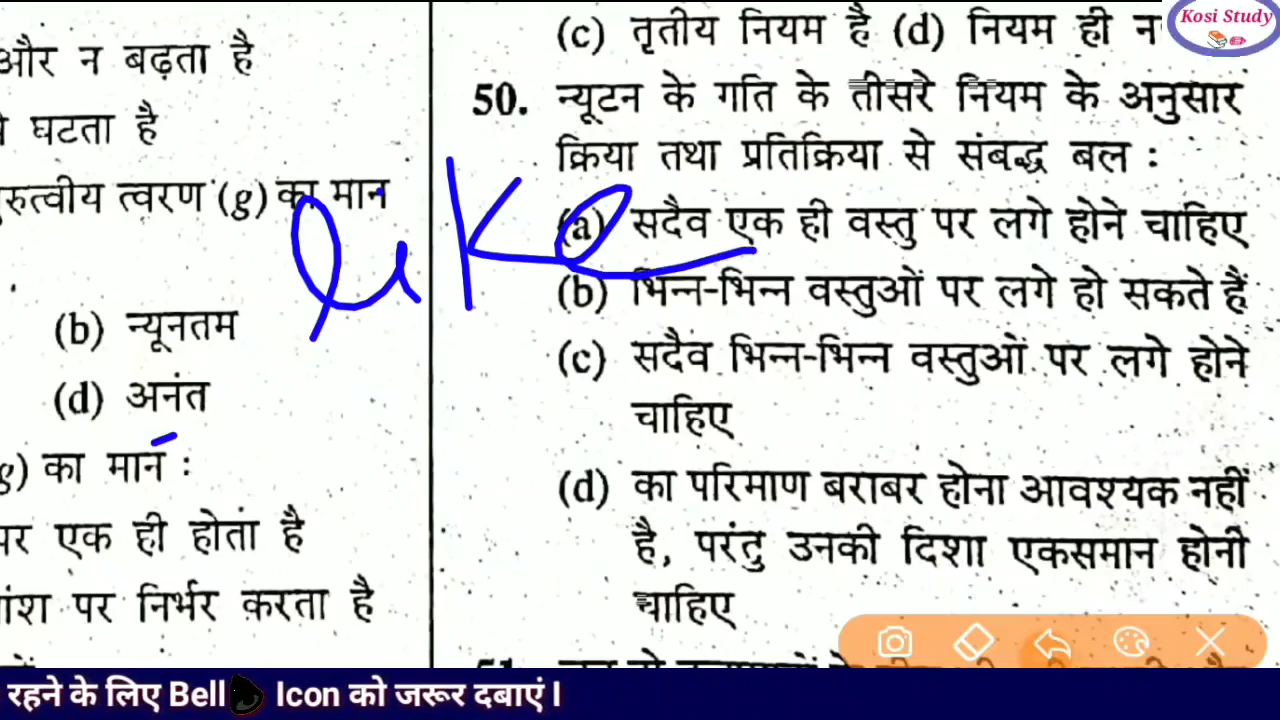 और न बढ़ता है
घटता है
गुरुत्वीय त्वरण (g) का मान
(b) न्यूनतम
(d) अनंत
g) का मान :
पर एक ही होता है
पर निर्भर करता है
like
(c) तृतीय नियम है (d) नियम ही
50. न्यूटन के गति के तीसरे नियम के अनुसार
क्रिया तथा प्रतिक्रिया से संबद्ध बल :
(a) सदैव एक ही वस्तु पर लगे होने चाहिए
(b) भिन्न-भिन्न वस्तुओं पर लगे हो सकते हैं
(c) सदैव भिन्न-भिन्न वस्तुओं पर लगे होने
चाहिए
(d) का परिमाण बराबर होना आवश्यक नहीं
है, परंतु उनकी दिशा एकसमान होनी
चाहिए
Kosi Study
रहने के लिए Bell Icon को जरूर दबाएं I